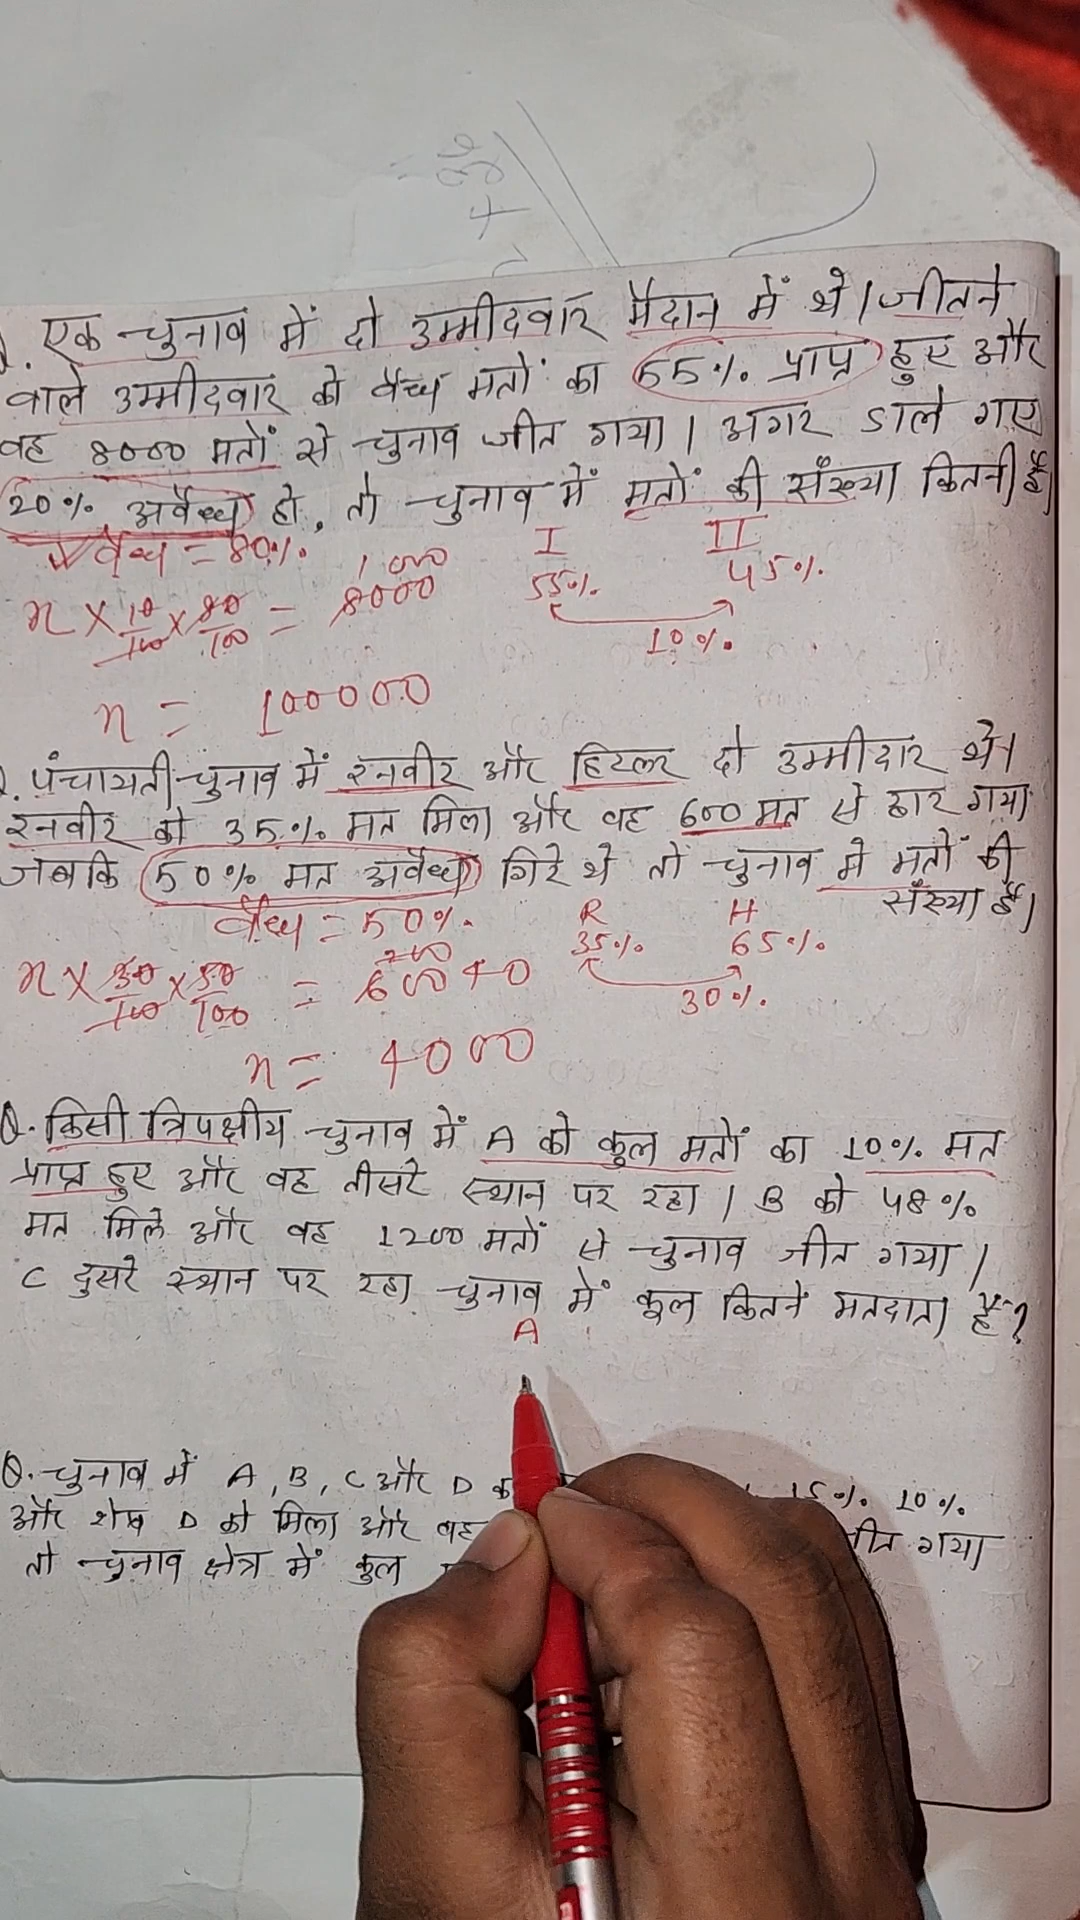 . एक चुनाव में दो उम्मीदवार मैदान में थे। जीतने
वाले उम्मीदवार को वैध्य मतों का 55% प्राप्त हुए और
वह 8000 मतों से चुनाव जीत गया। अगर डाले गए
20% अवैध्य हो, तो चुनाव में मतों की संख्या कितनी है।
वैध्य = 80%
I II
55% 45%
10%
n × 10/100 × 80/100 = 8000 1000
n = 100000
. पंचायती चुनाव में रनवीर और हिटलर दो उम्मीदार थे।
रनवीर को 35% मत मिला और वह 600 मत से हार गया
जबकि 50% मत अवैध्य गिरे थे तो चुनाव में मतों की
संख्या है।
वैध्य = 50%
R H
35% 65%
30%
n × 30/100 × 50/100 = 600 200 40
n = 4000
Q. किसी त्रिपक्षीय चुनाव में A को कुल मतों का 10% मत
प्राप्त हुए और वह तीसरे स्थान पर रहा। B को 48%
मत मिले और वह 1200 मतों से चुनाव जीत गया।
C दुसरे स्थान पर रहा चुनाव में कुल कितने मतदाता है?
A
Q. चुनाव में A, B, C और D 15% 10%
और शेष D को मिला और वह जीत गया
तो चुनाव क्षेत्र में कुल